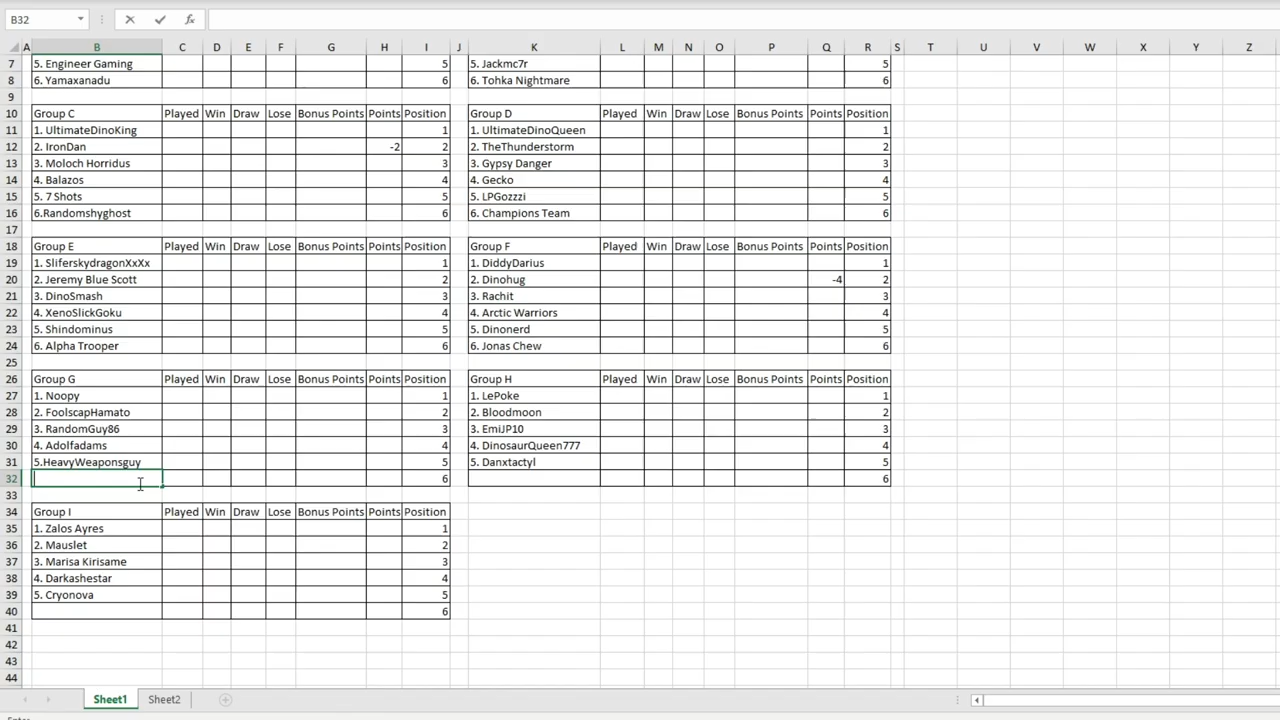 B32
fx
A B C D E F G H I J K L M N O P Q R S T U V W X Y Z
7 5. Engineer Gaming 5 5. Jackmc7r 5
8 6. Yamaxanadu 6 6. Tohka Nightmare 6
9
10 Group C Played Win Draw Lose Bonus Points Points Position Group D Played Win Draw Lose Bonus Points Points Position
11 1. UltimateDinoKing 1 1. UltimateDinoQueen 1
12 2. IronDan -2 2 2. TheThunderstorm 2
13 3. Moloch Horridus 3 3. Gypsy Danger 3
14 4. Balazos 4 4. Gecko 4
15 5. 7 Shots 5 5. LPGozzzi 5
16 6.Randomshyghost 6 6. Champions Team 6
17
18 Group E Played Win Draw Lose Bonus Points Points Position Group F Played Win Draw Lose Bonus Points Points Position
19 1. SliferskydragonXxXx 1 1. DiddyDarius 1
20 2. Jeremy Blue Scott 2 2. Dinohug -4 2
21 3. DinoSmash 3 3. Rachit 3
22 4. XenoSlickGoku 4 4. Arctic Warriors 4
23 5. Shindominus 5 5. Dinonerd 5
24 6. Alpha Trooper 6 6. Jonas Chew 6
25
26 Group G Played Win Draw Lose Bonus Points Points Position Group H Played Win Draw Lose Bonus Points Points Position
27 1. Noopy 1 1. LePoke 1
28 2. FoolscapHamato 2 2. Bloodmoon 2
29 3. RandomGuy86 3 3. EmiJP10 3
30 4. Adolfadams 4 4. DinosaurQueen777 4
31 5.HeavyWeaponsguy 5 5. Danxtactyl 5
32 6 6
33
34 Group I Played Win Draw Lose Bonus Points Points Position
35 1. Zalos Ayres 1
36 2. Mauslet 2
37 3. Marisa Kirisame 3
38 4. Darkashestar 4
39 5. Cryonova 5
40 6
41
42
43
44
Sheet1 Sheet2